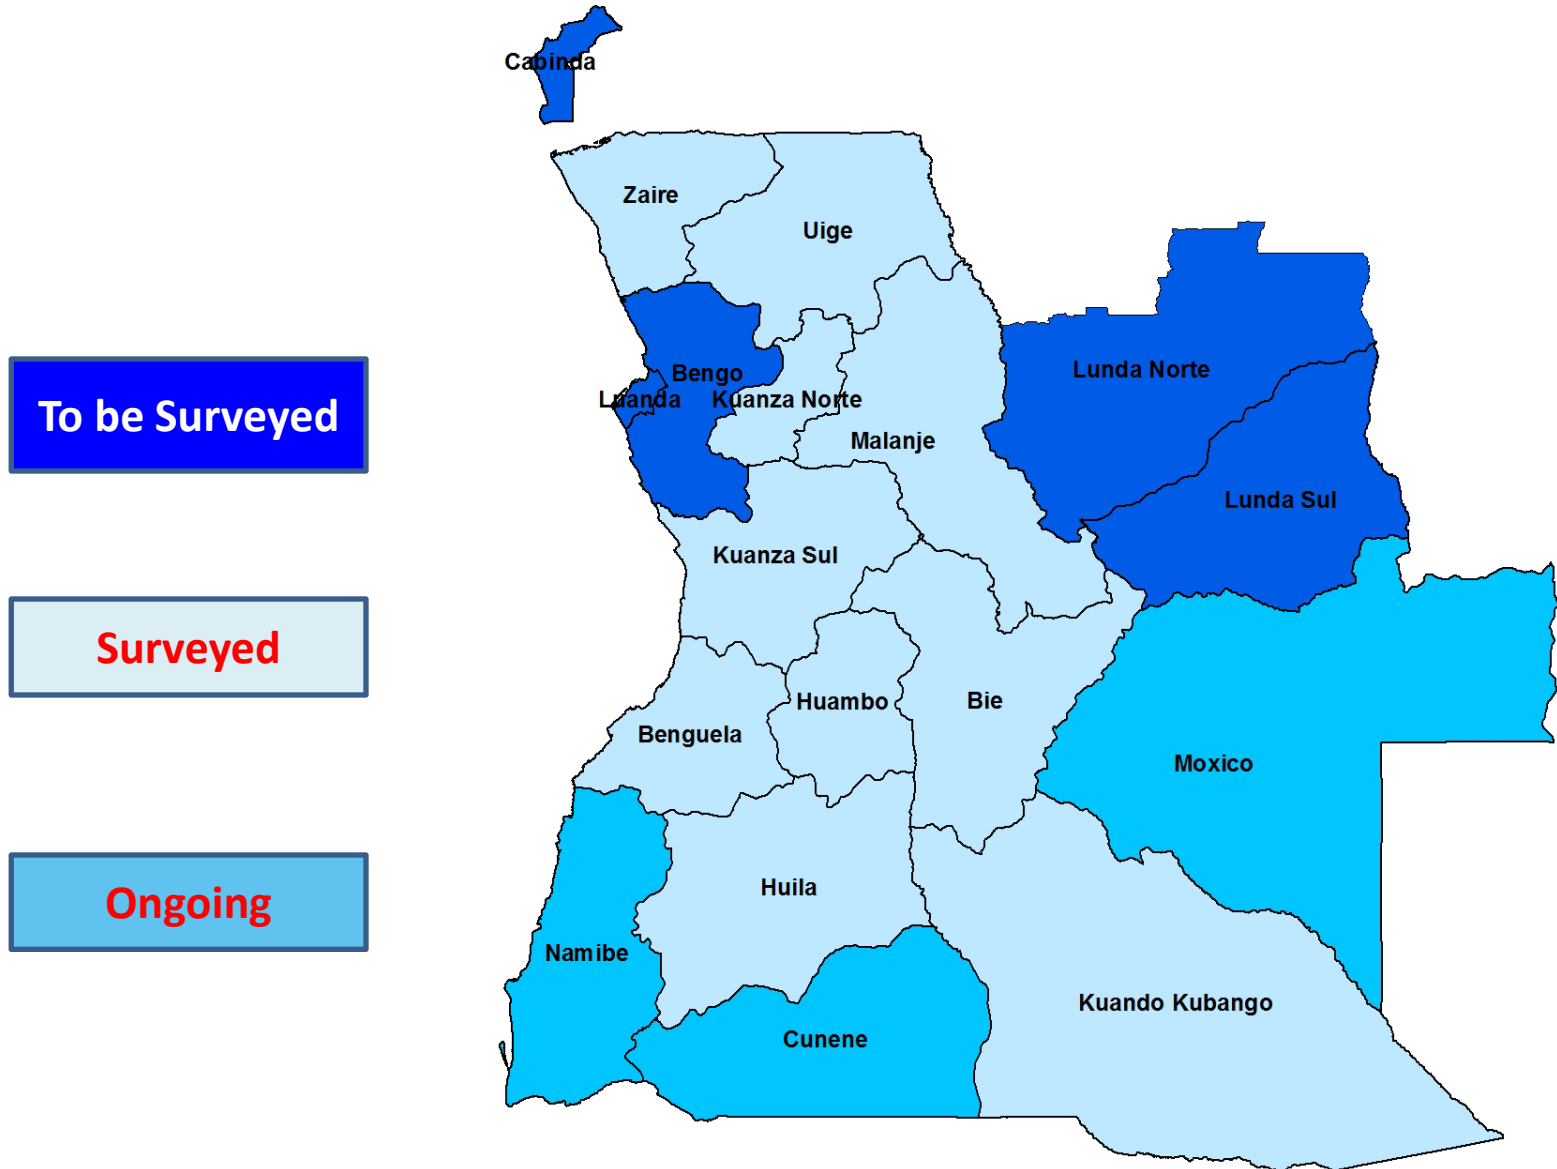 To be Surveyed
Surveyed
Ongoing
Cabinda
Zaire
Uige
Bengo
Luanda
Kuanza Norte
Malanje
Lunda Norte
Lunda Sul
Kuanza Sul
Benguela
Huambo
Bie
Moxico
Huila
Namibe
Cunene
Kuando Kubango